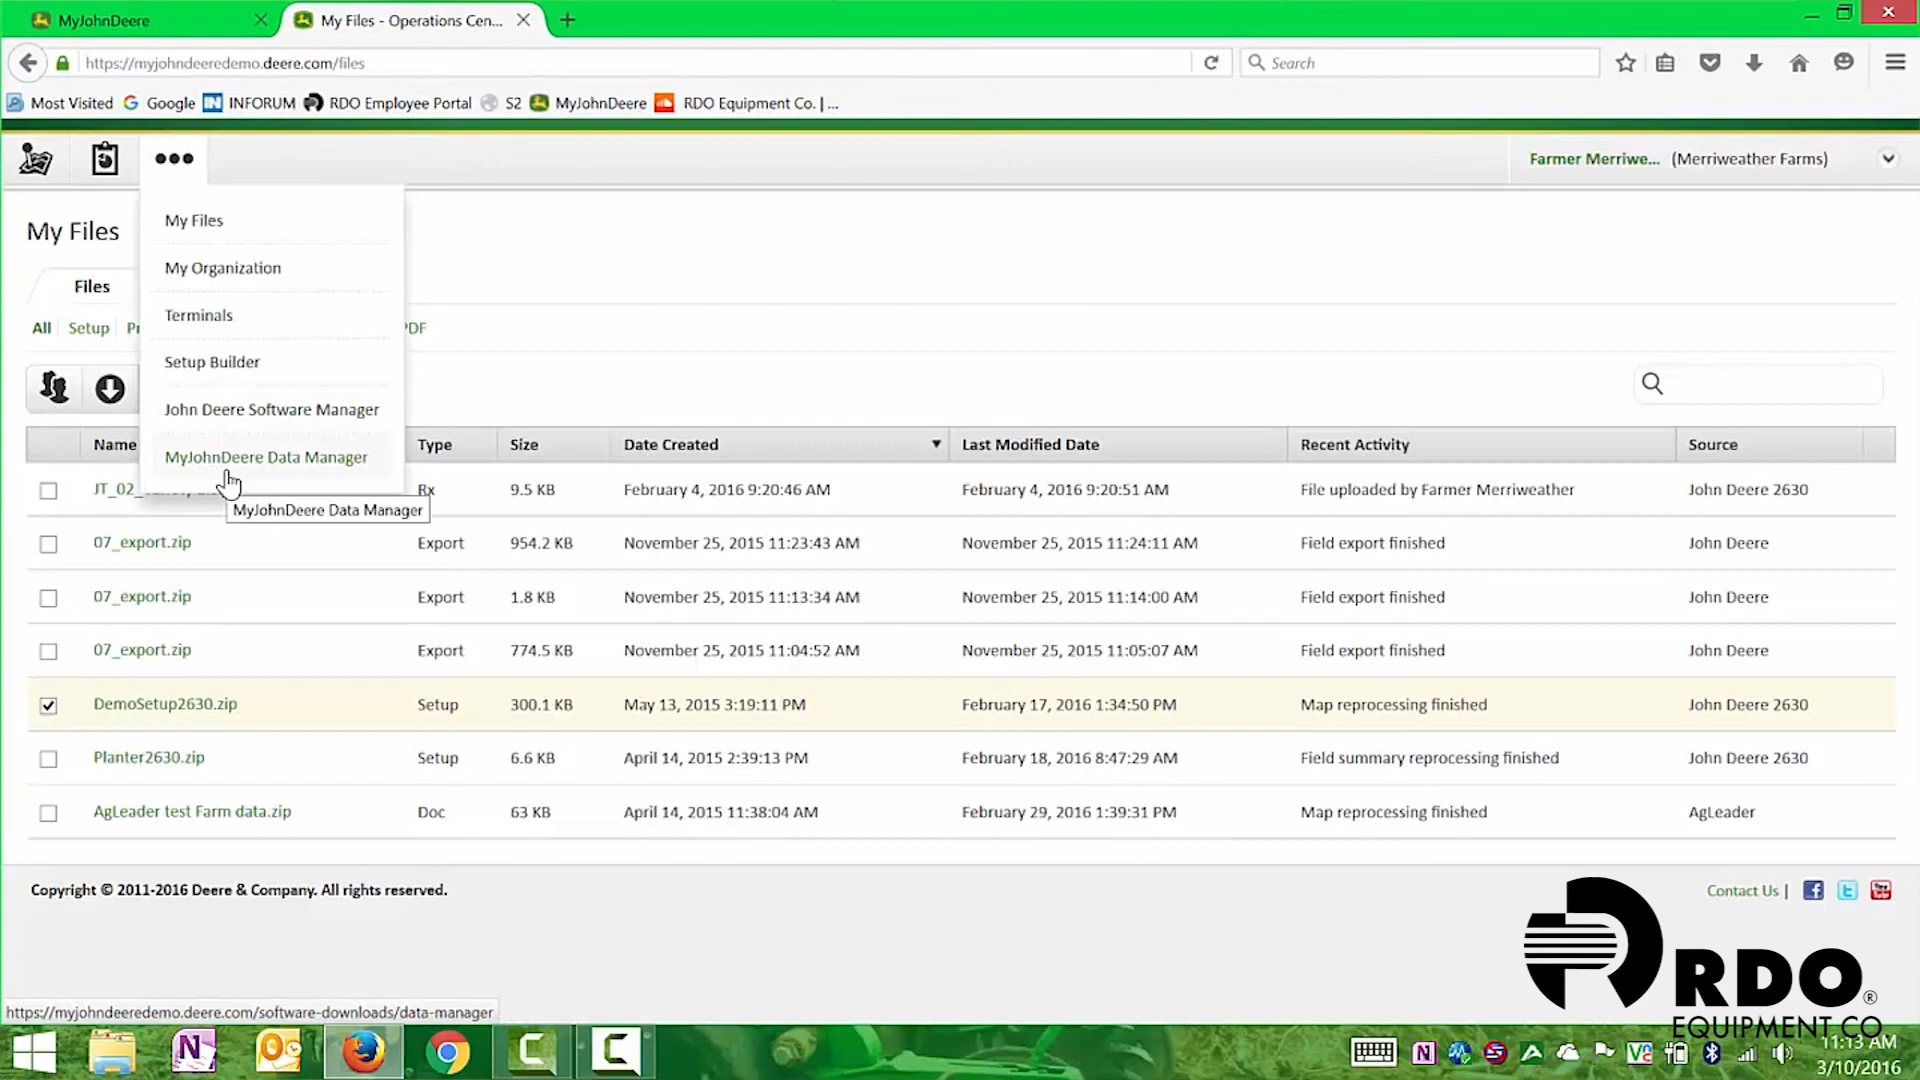 MyJohnDeere
My Files - Operations Cen...
https://myjohndeeredemo.deere.com/files
Search
Most Visited
Google
INFORUM
RDO Employee Portal
S2
MyJohnDeere
RDO Equipment Co. | ...
Farmer Merriwe... (Merriweather Farms)
My Files
My Files
My Organization
Terminals
Setup Builder
John Deere Software Manager
MyJohnDeere Data Manager
MyJohnDeere Data Manager
Files
All Setup Pr PDF
Name Type Size Date Created Last Modified Date Recent Activity Source
JT_02_ Rx 9.5 KB February 4, 2016 9:20:46 AM February 4, 2016 9:20:51 AM File uploaded by Farmer Merriweather John Deere 2630
07_export.zip Export 954.2 KB November 25, 2015 11:23:43 AM November 25, 2015 11:24:11 AM Field export finished John Deere
07_export.zip Export 1.8 KB November 25, 2015 11:13:34 AM November 25, 2015 11:14:00 AM Field export finished John Deere
07_export.zip Export 774.5 KB November 25, 2015 11:04:52 AM November 25, 2015 11:05:07 AM Field export finished John Deere
DemoSetup2630.zip Setup 300.1 KB May 13, 2015 3:19:11 PM February 17, 2016 1:34:50 PM Map reprocessing finished John Deere 2630
Planter2630.zip Setup 6.6 KB April 14, 2015 2:39:13 PM February 18, 2016 8:47:29 AM Field summary reprocessing finished John Deere 2630
AgLeader test Farm data.zip Doc 63 KB April 14, 2015 11:38:04 AM February 29, 2016 1:39:31 PM Map reprocessing finished AgLeader
Copyright © 2011-2016 Deere & Company. All rights reserved.
Contact Us |
RDO®
EQUIPMENT CO.
https://myjohndeeredemo.deere.com/software-downloads/data-manager
11:13 AM
3/10/2016